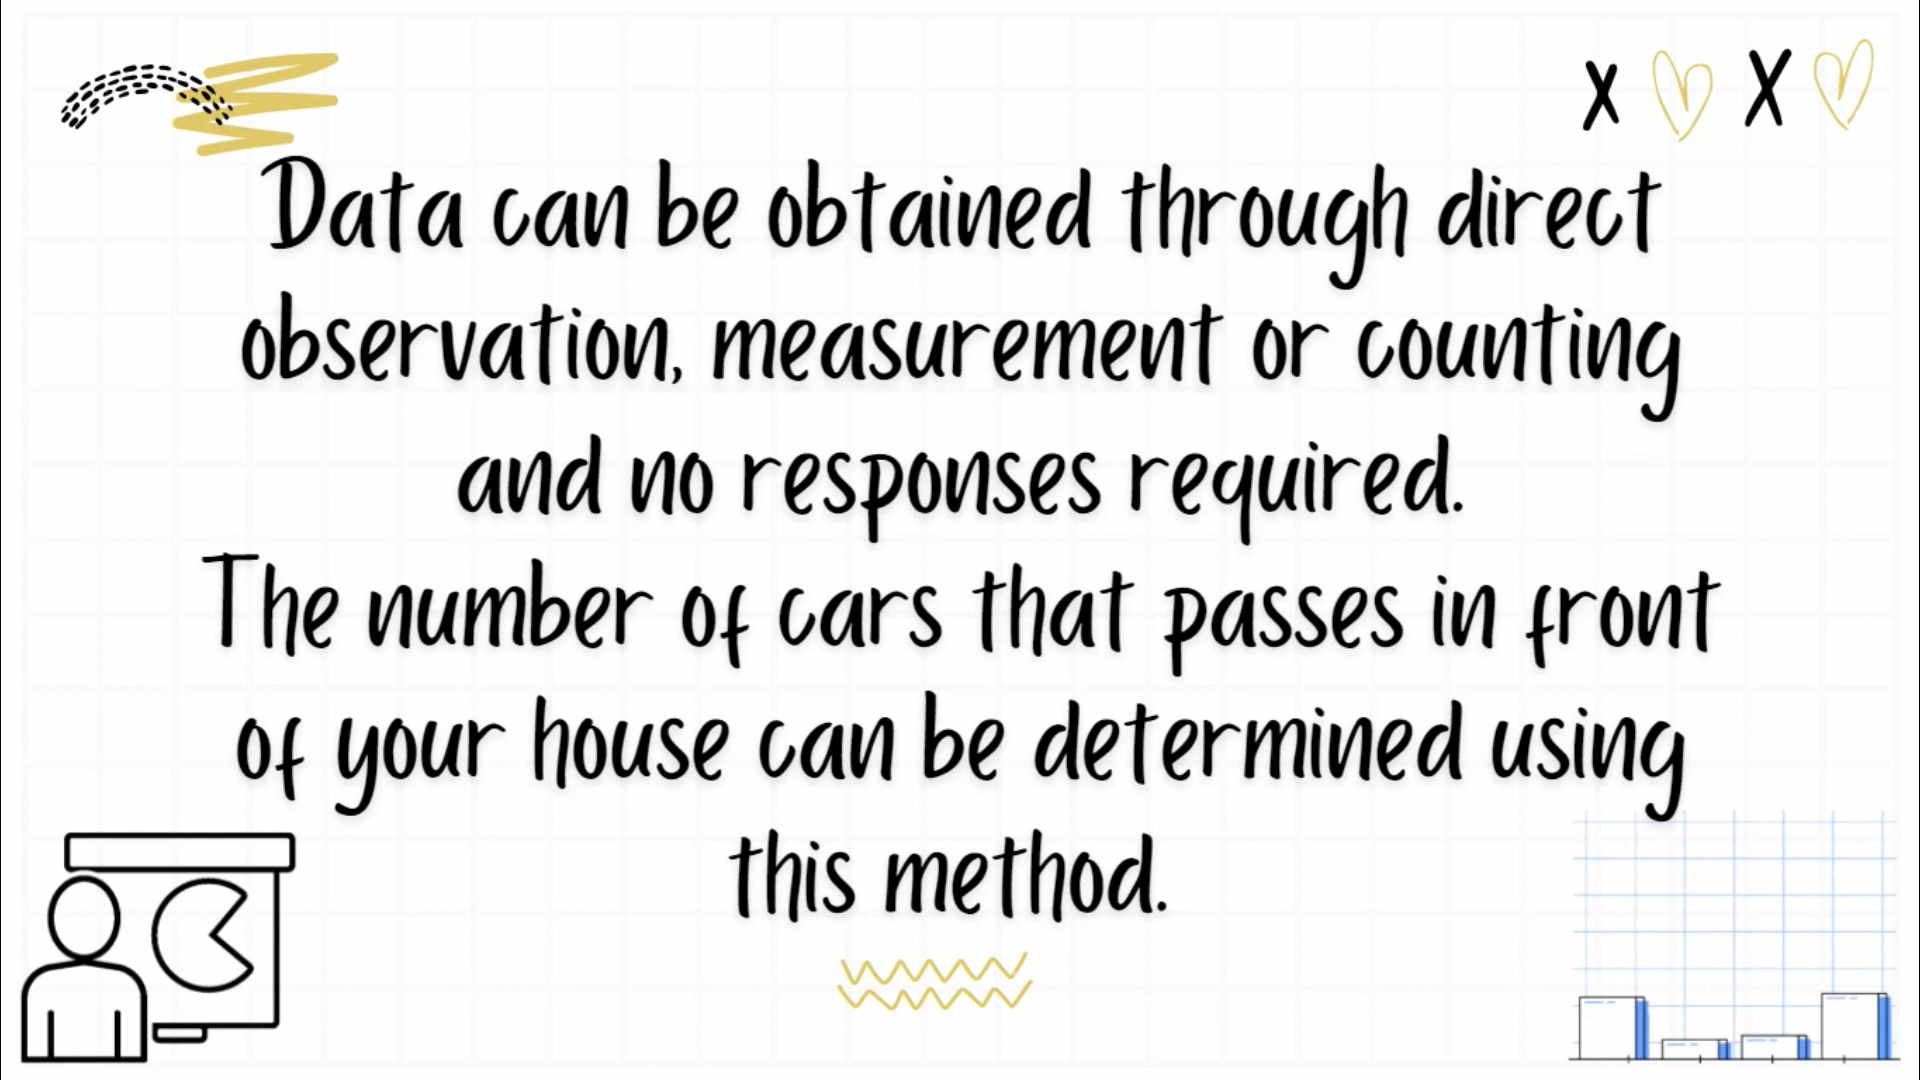 Data can be obtained through direct
observation, measurement or counting
and no responses required.
The number of cars that passes in front
of your house can be determined using
this method.